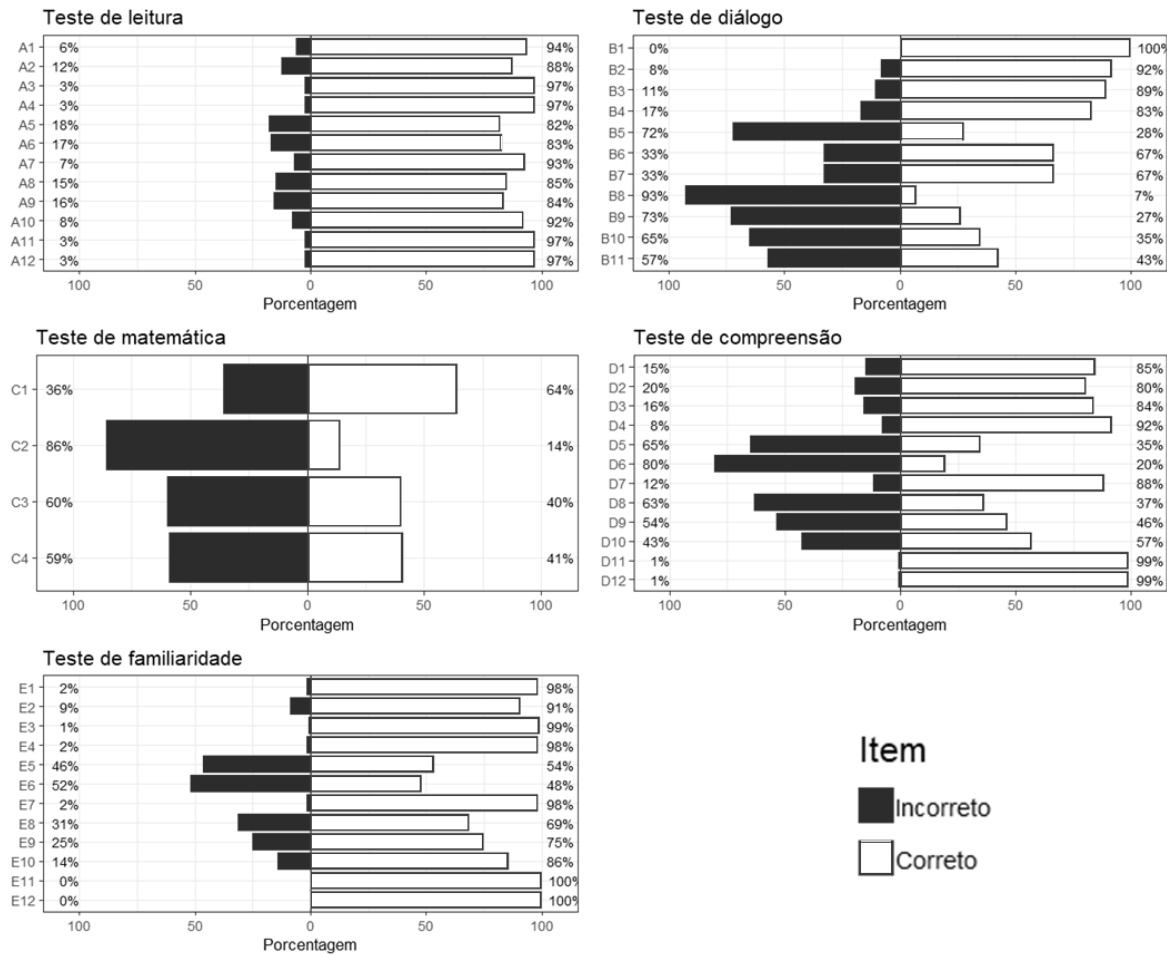 Teste de leitura
A1 6% 94%
A2 12% 88%
A3 3% 97%
A4 3% 97%
A5 18% 82%
A6 17% 83%
A7 7% 93%
A8 15% 85%
A9 16% 84%
A10 8% 92%
A11 3% 97%
A12 3% 97%
100 50 0 50 100
Porcentagem
Teste de diálogo
B1 0% 100%
B2 8% 92%
B3 11% 89%
B4 17% 83%
B5 72% 28%
B6 33% 67%
B7 33% 67%
B8 93% 7%
B9 73% 27%
B10 65% 35%
B11 57% 43%
100 50 0 50 100
Porcentagem
Teste de matemática
C1 36% 64%
C2 86% 14%
C3 60% 40%
C4 59% 41%
100 50 0 50 100
Porcentagem
Teste de compreensão
D1 15% 85%
D2 20% 80%
D3 16% 84%
D4 8% 92%
D5 65% 35%
D6 80% 20%
D7 12% 88%
D8 63% 37%
D9 54% 46%
D10 43% 57%
D11 1% 99%
D12 1% 99%
100 50 0 50 100
Porcentagem
Teste de familiaridade
E1 2% 98%
E2 9% 91%
E3 1% 99%
E4 2% 98%
E5 46% 54%
E6 52% 48%
E7 2% 98%
E8 31% 69%
E9 25% 75%
E10 14% 86%
E11 0% 100%
E12 0% 100%
100 50 0 50 100
Porcentagem
Item
Incorreto
Correto